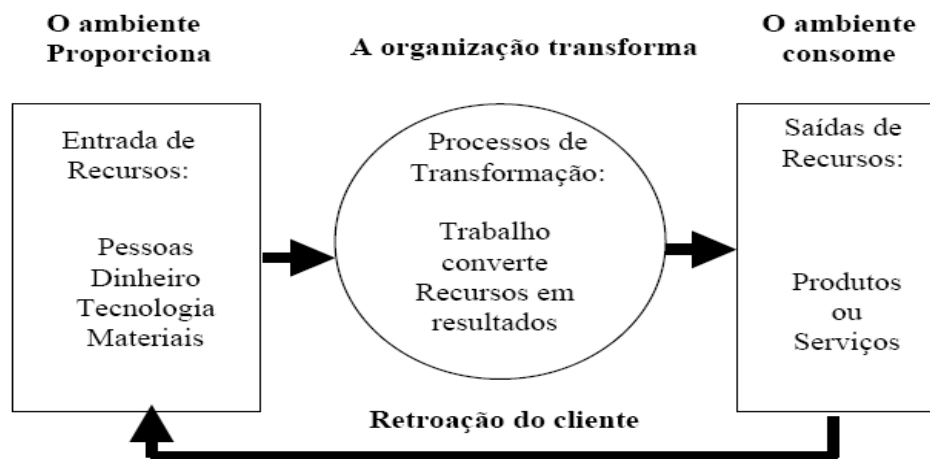 O ambiente
Proporciona
A organização transforma
O ambiente
consome
Entrada de
Recursos:
Pessoas
Dinheiro
Tecnologia
Materiais
Processos de
Transformação:
Trabalho
converte
Recursos em
resultados
Saídas de
Recursos:
Produtos
ou
Serviços
Retroação do cliente